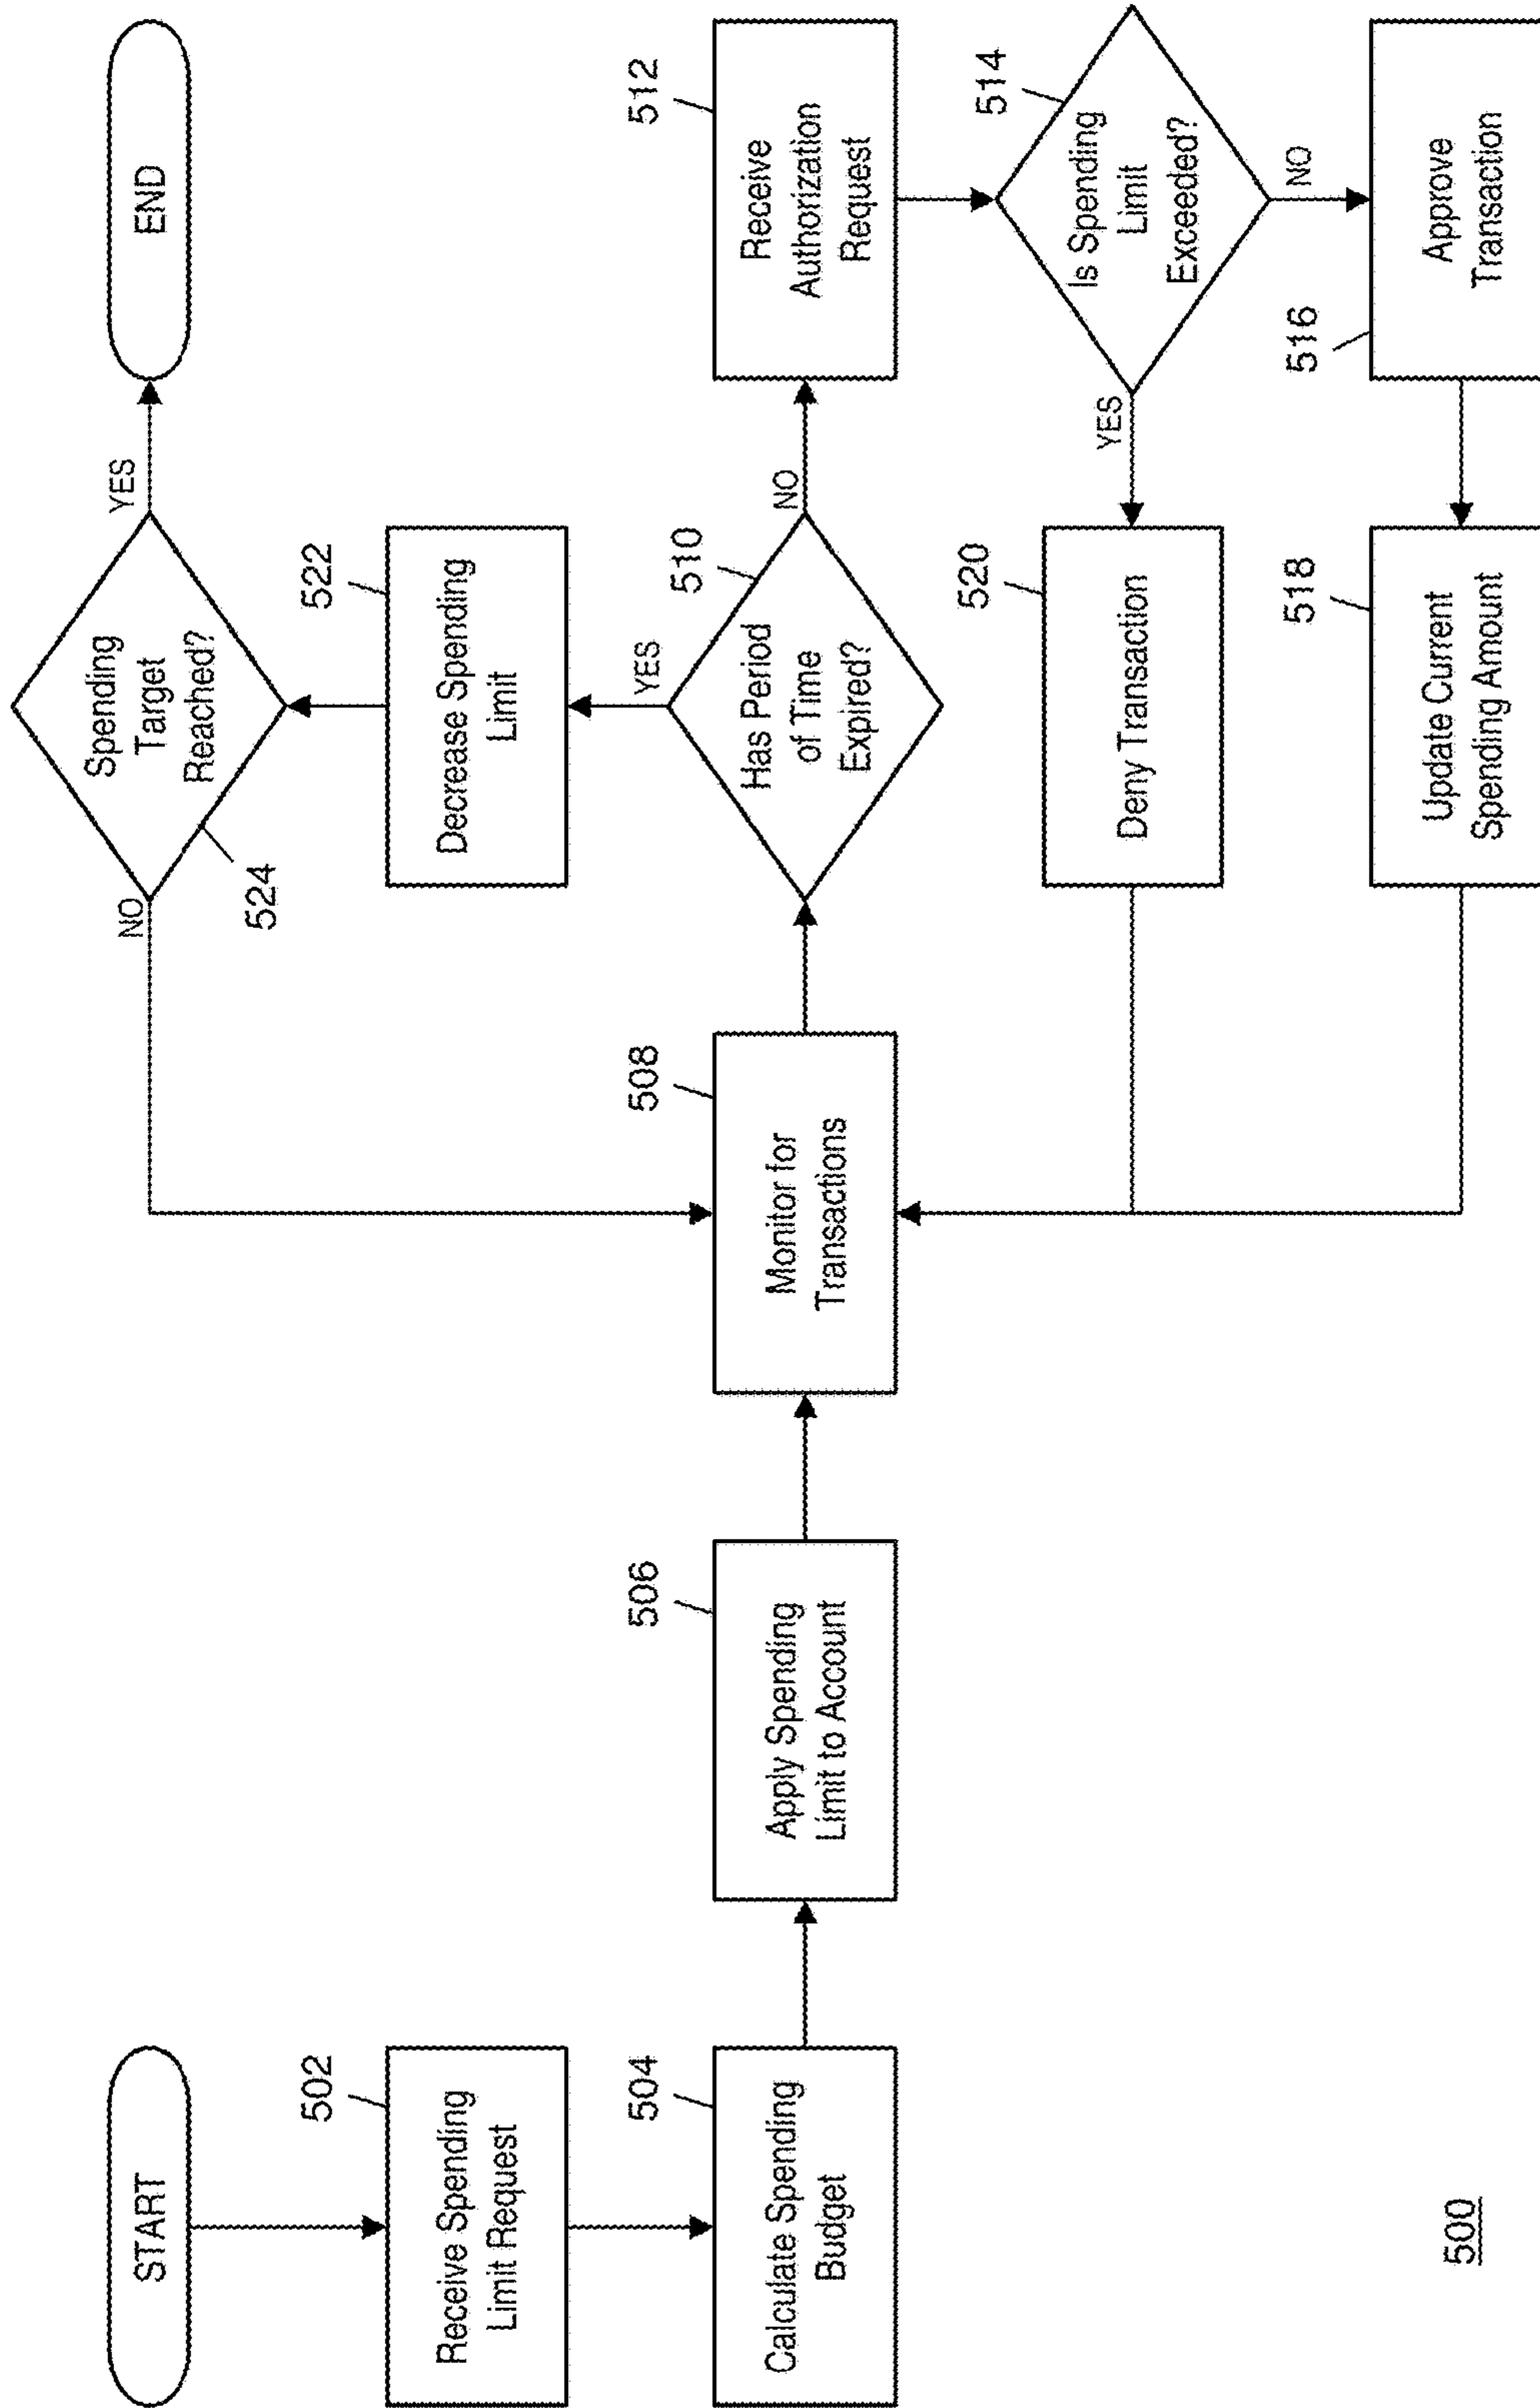 START
502
Receive Spending
Limit Request
504
Calculate Spending
Budget
506
Apply Spending
Limit to Account
508
Monitor for
Transactions
510
Has Period
of Time
Expired?
YES
NO
522
Decrease Spending
Limit
524
Spending
Target
Reached?
NO
YES
END
512
Receive
Authorization
Request
514
Is Spending
Limit
Exceeded?
YES
NO
520
Deny Transaction
516
Approve
Transaction
518
Update Current
Spending Amount
500